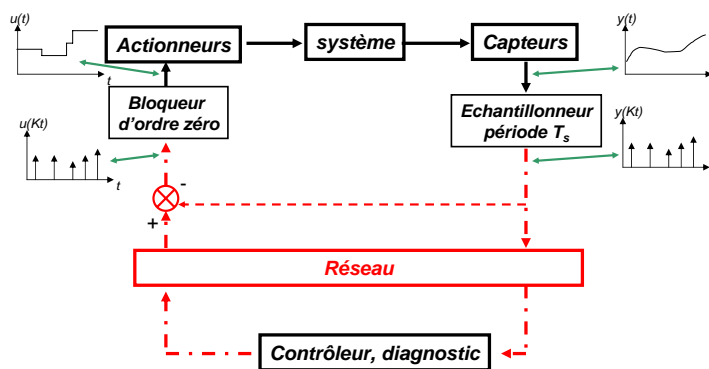 u(t)
Actionneurs
système
Capteurs
y(t)
t
Bloqueur
d'ordre zéro
Echantillonneur
période Ts
u(Kt)
y(Kt)
t
-
+
Réseau
Contrôleur, diagnostic